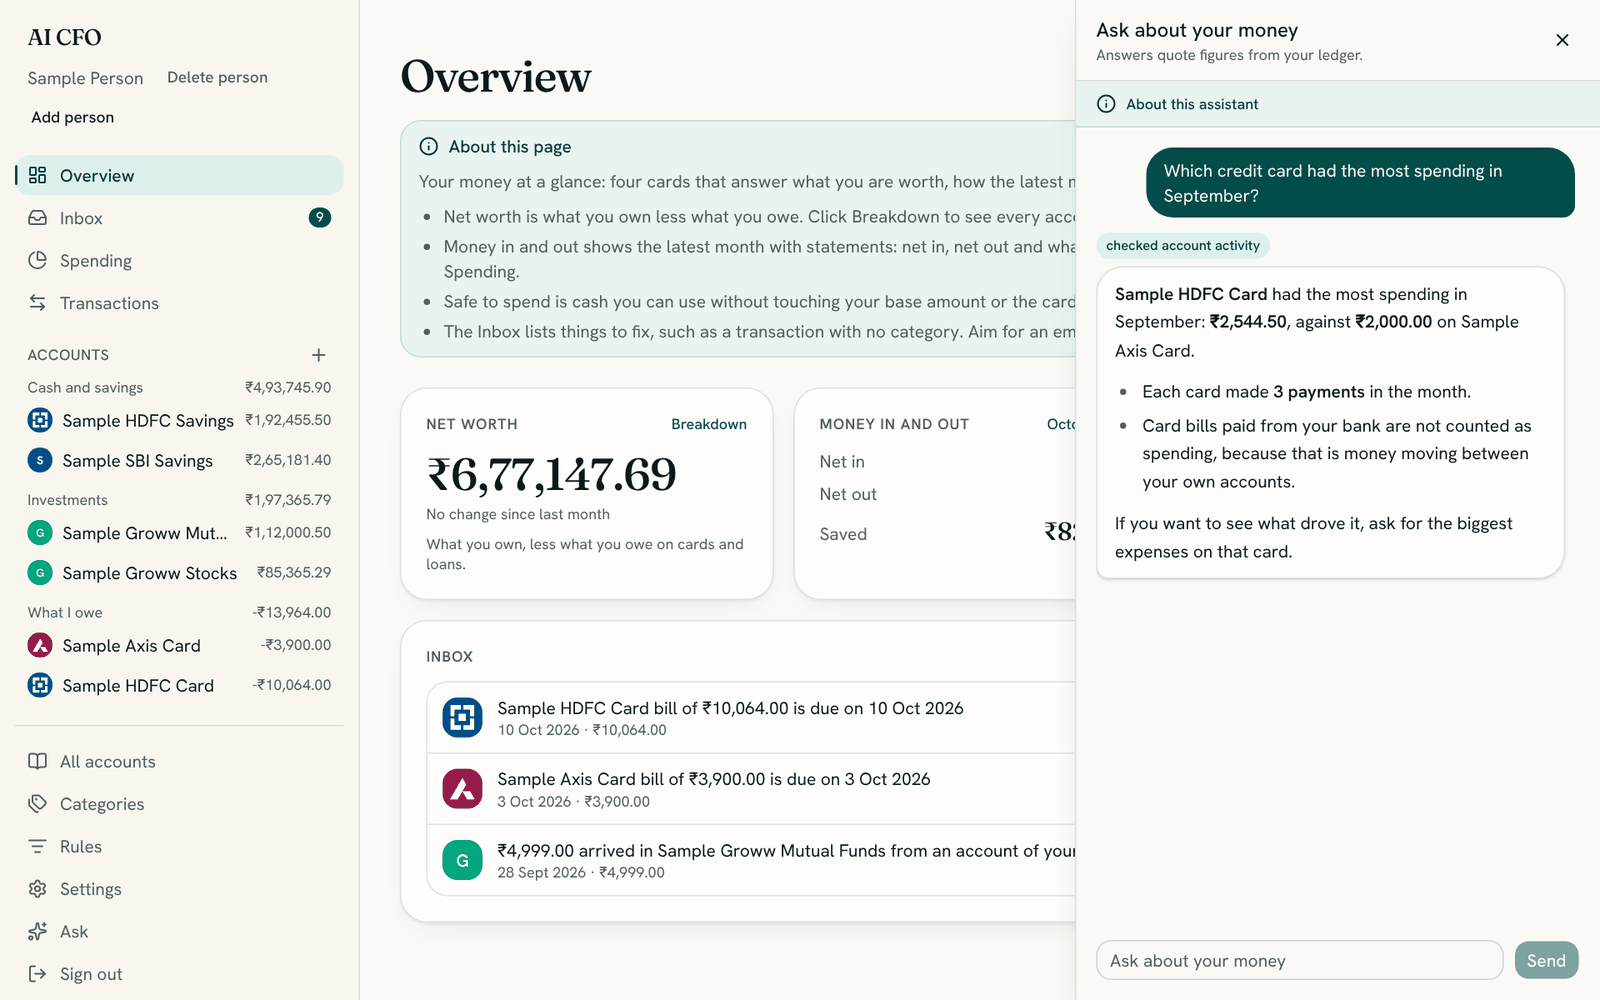 AI CFO
Sample Person
Delete person
Add person
Overview
Inbox
9
Spending
Transactions
ACCOUNTS
Cash and savings
₹4,93,745.90
Sample HDFC Savings
₹1,92,455.50
S
Sample SBI Savings
₹2,65,181.40
Investments
₹1,97,365.79
G
Sample Groww Mut...
₹1,12,000.50
G
Sample Groww Stocks
₹85,365.29
What I owe
-₹13,964.00
Sample Axis Card
-₹3,900.00
Sample HDFC Card
-₹10,064.00
All accounts
Categories
Rules
Settings
Ask
Sign out
Overview
About this page
Your money at a glance: four cards that answer what you are worth, how the latest
Net worth is what you own less what you owe. Click Breakdown to see every
Money in and out shows the latest month with statements: net in, net out and
Spending.
Safe to spend is cash you can use without touching your base amount or the card
The Inbox lists things to fix, such as a transaction with no category. Aim for an
NET WORTH
Breakdown
₹6,77,147.69
No change since last month
What you own, less what you owe on cards and
loans.
MONEY IN AND OUT
Net in
Net out
Saved
INBOX
Sample HDFC Card bill of ₹10,064.00 is due on 10 Oct 2026
10 Oct 2026 · ₹10,064.00
Sample Axis Card bill of ₹3,900.00 is due on 3 Oct 2026
3 Oct 2026 · ₹3,900.00
G
₹4,999.00 arrived in Sample Groww Mutual Funds from an account of your
28 Sept 2026 · ₹4,999.00
Ask about your money
Answers quote figures from your ledger.
About this assistant
Which credit card had the most spending in
September?
checked account activity
Sample HDFC Card had the most spending in
September: ₹2,544.50, against ₹2,000.00 on Sample
Axis Card.
Each card made 3 payments in the month.
Card bills paid from your bank are not counted as
spending, because that is money moving between
your own accounts.
If you want to see what drove it, ask for the biggest
expenses on that card.
Ask about your money
Send